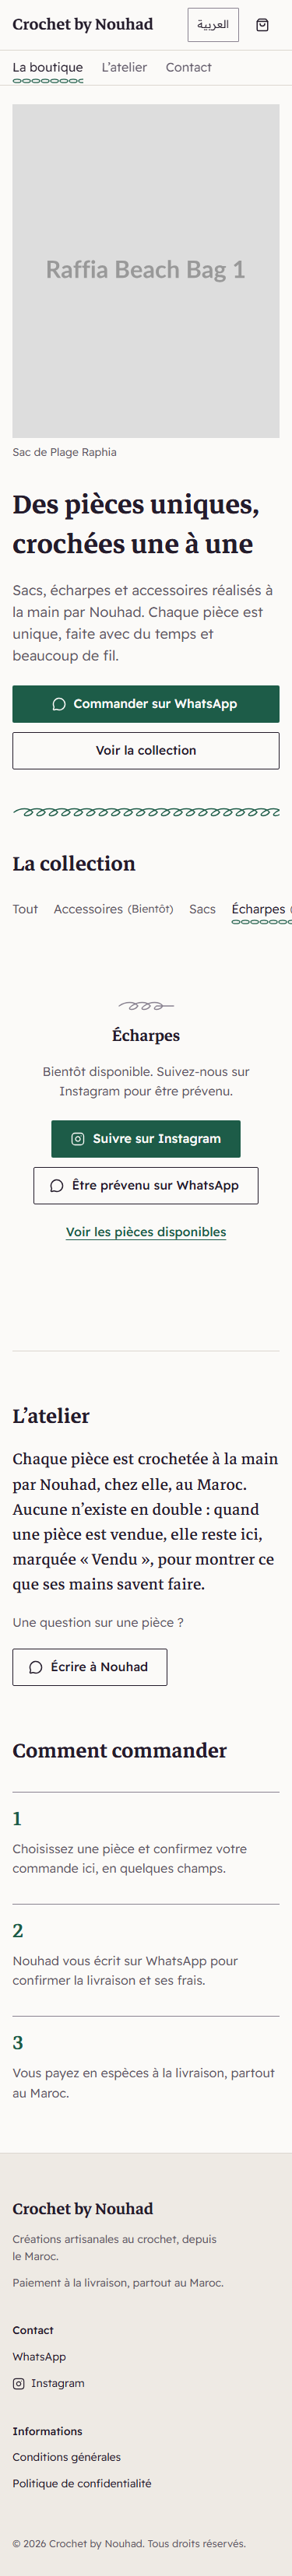 Crochet by Nouhad
العربية
La boutique
L’atelier
Contact
Raffia Beach Bag 1
Sac de Plage Raphia
Des pièces uniques,
crochées une à une
Sacs, écharpes et accessoires réalisés à
la main par Nouhad. Chaque pièce est
unique, faite avec du temps et
beaucoup de fil.
Commander sur WhatsApp
Voir la collection
La collection
Tout
Accessoires (Bientôt)
Sacs
Écharpes
Écharpes
Bientôt disponible. Suivez-nous sur
Instagram pour être prévenu.
Suivre sur Instagram
Être prévenu sur WhatsApp
Voir les pièces disponibles
L’atelier
Chaque pièce est crochetée à la main
par Nouhad, chez elle, au Maroc.
Aucune n’existe en double : quand
une pièce est vendue, elle reste ici,
marquée « Vendu », pour montrer ce
que ses mains savent faire.
Une question sur une pièce ?
Écrire à Nouhad
Comment commander
1
Choisissez une pièce et confirmez votre
commande ici, en quelques champs.
2
Nouhad vous écrit sur WhatsApp pour
confirmer la livraison et ses frais.
3
Vous payez en espèces à la livraison, partout
au Maroc.
Crochet by Nouhad
Créations artisanales au crochet, depuis
le Maroc.
Paiement à la livraison, partout au Maroc.
Contact
WhatsApp
Instagram
Informations
Conditions générales
Politique de confidentialité
© 2026 Crochet by Nouhad. Tous droits réservés.